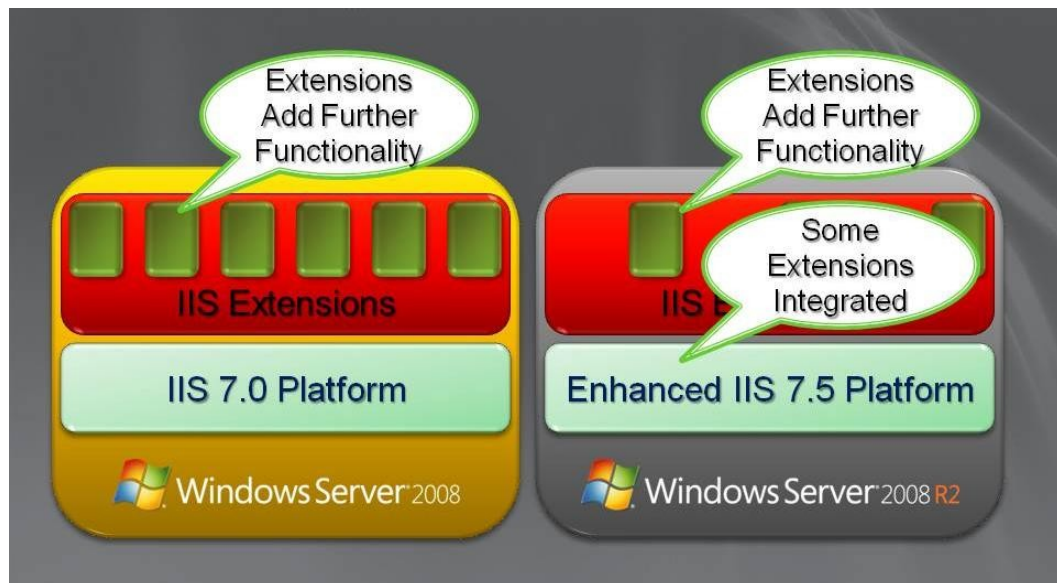 Extensions
Add Further
Functionality
IIS Extensions
IIS 7.0 Platform
Windows Server 2008
Extensions
Add Further
Functionality
Some
Extensions
Integrated
IIS
Enhanced IIS 7.5 Platform
Windows Server 2008 R2